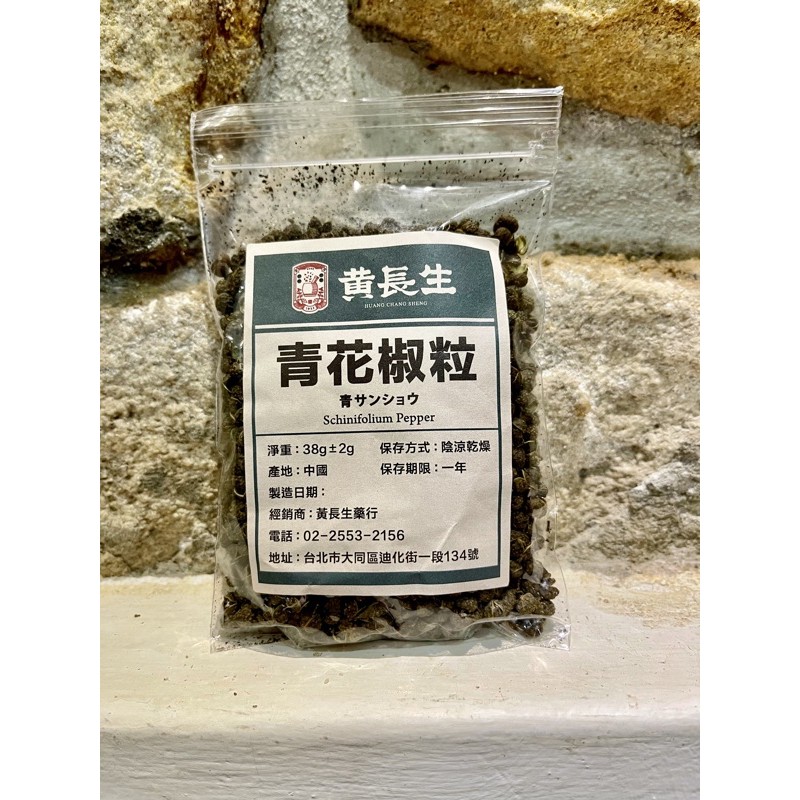 黃長生
HUANG CHANG SHENG
青花椒粒
青サンショウ
Schinifolium Pepper
淨重：38g±2g 保存方式：陰涼乾燥
產地：中國 保存期限：一年
製造日期：
經銷商：黃長生藥行
電話：02-2553-2156
地址：台北市大同區迪化街一段134號